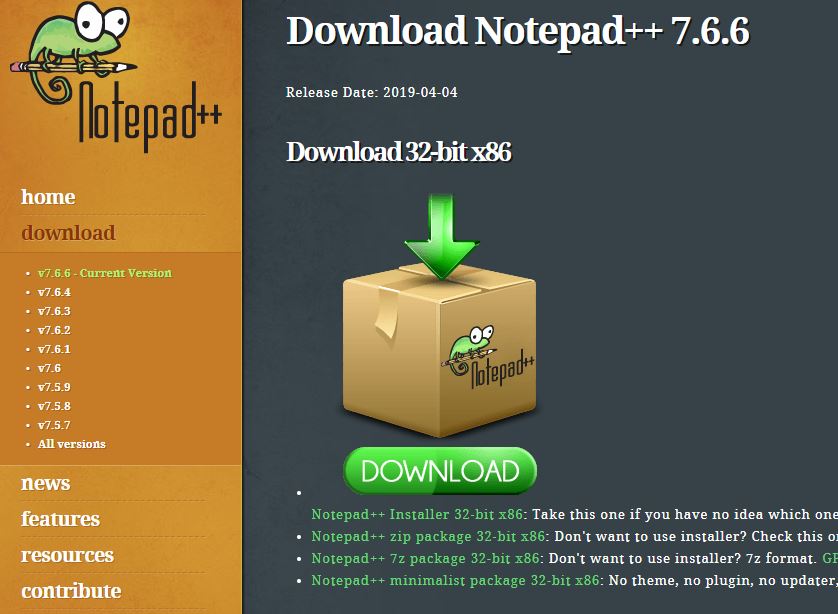 Notepad++
home
download
v7.6.6 - Current Version
v7.6.4
v7.6.3
v7.6.2
v7.6.1
v7.6
v7.5.9
v7.5.8
v7.5.7
All versions
news
features
resources
contribute
Download Notepad++ 7.6.6
Release Date: 2019-04-04
Download 32-bit x86
Notepad++
DOWNLOAD
Notepad++ Installer 32-bit x86: Take this one if you have no idea which one
Notepad++ zip package 32-bit x86: Don't want to use installer? Check this
Notepad++ 7z package 32-bit x86: Don't want to use installer? 7z format.
Notepad++ minimalist package 32-bit x86: No theme, no plugin, no updater,